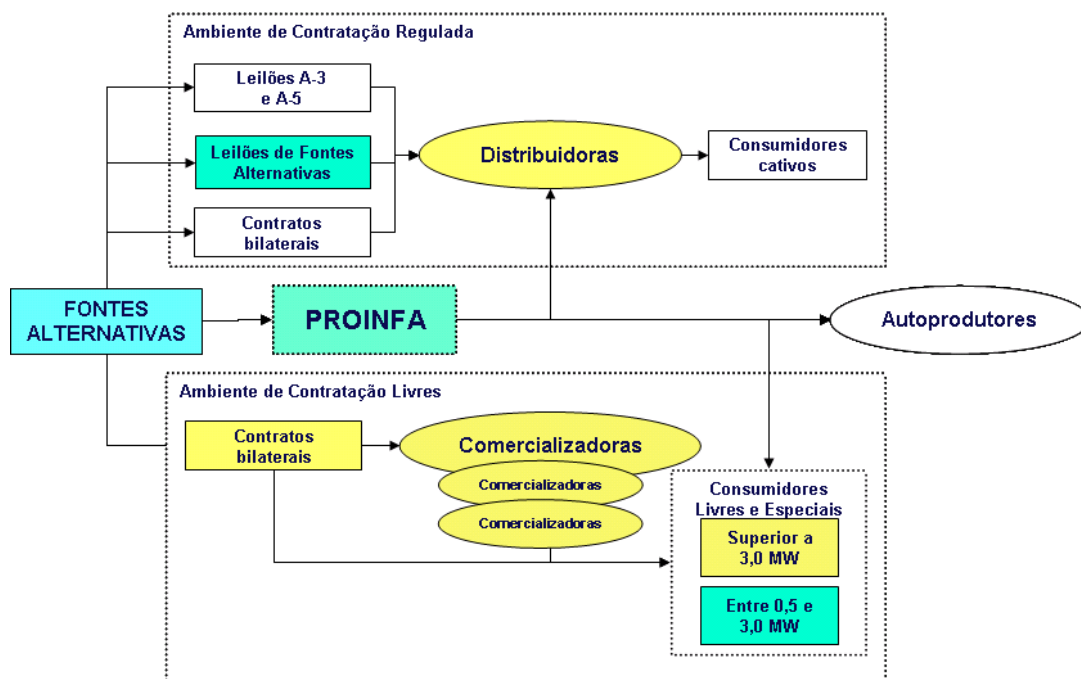 Ambiente de Contratação Regulada
Leilões A-3
e A-5
Leilões de Fontes
Alternativas
Contratos
bilaterais
Distribuidoras
Consumidores
cativos
FONTES
ALTERNATIVAS
PROINFA
Autoprodutores
Ambiente de Contratação Livres
Contratos
bilaterais
Comercializadoras
Comercializadoras
Comercializadoras
Consumidores
Livres e Especiais
Superior a
3,0 MW
Entre 0,5 e
3,0 MW